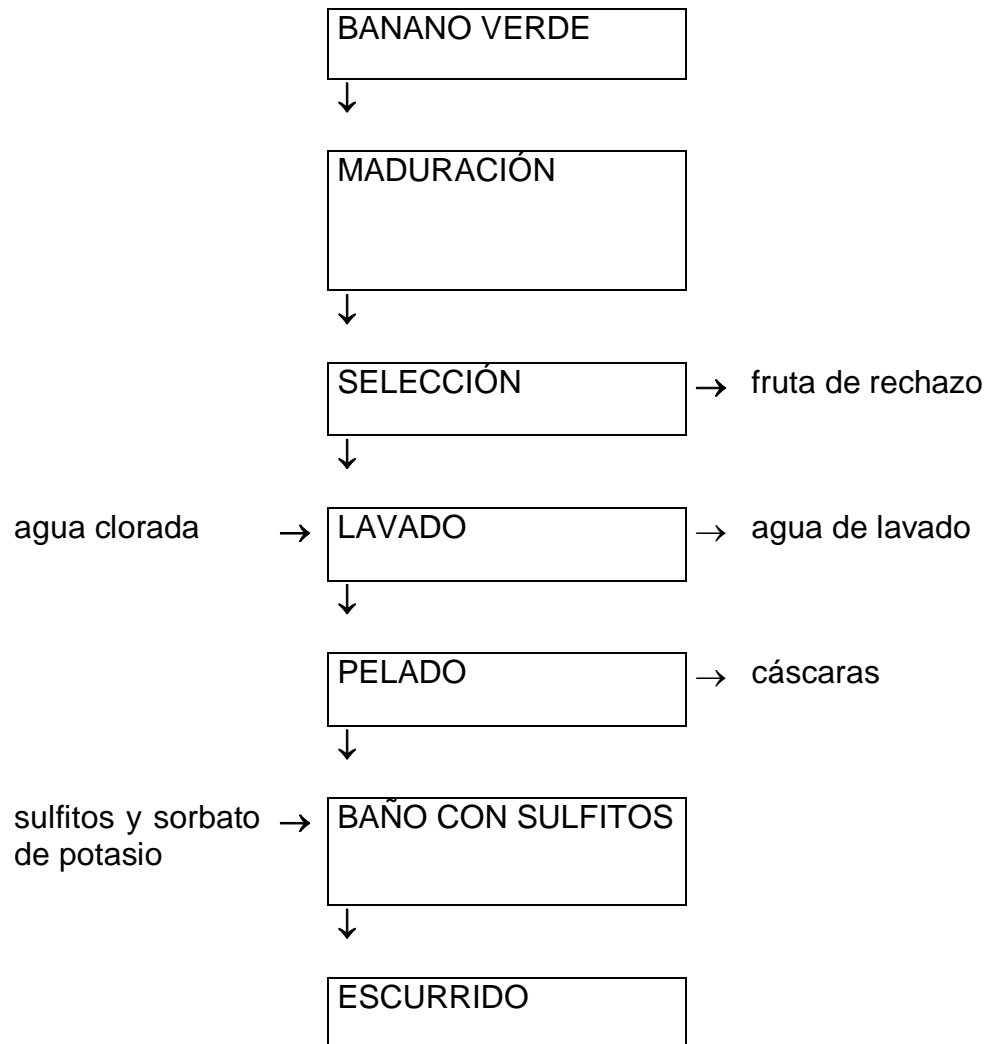 BANANO VERDE
↓
MADURACIÓN
↓
SELECCIÓN → fruta de rechazo
↓
agua clorada → LAVADO → agua de lavado
↓
PELADO → cáscaras
↓
sulfitos y sorbato → BAÑO CON SULFITOS
de potasio
↓
ESCURRIDO